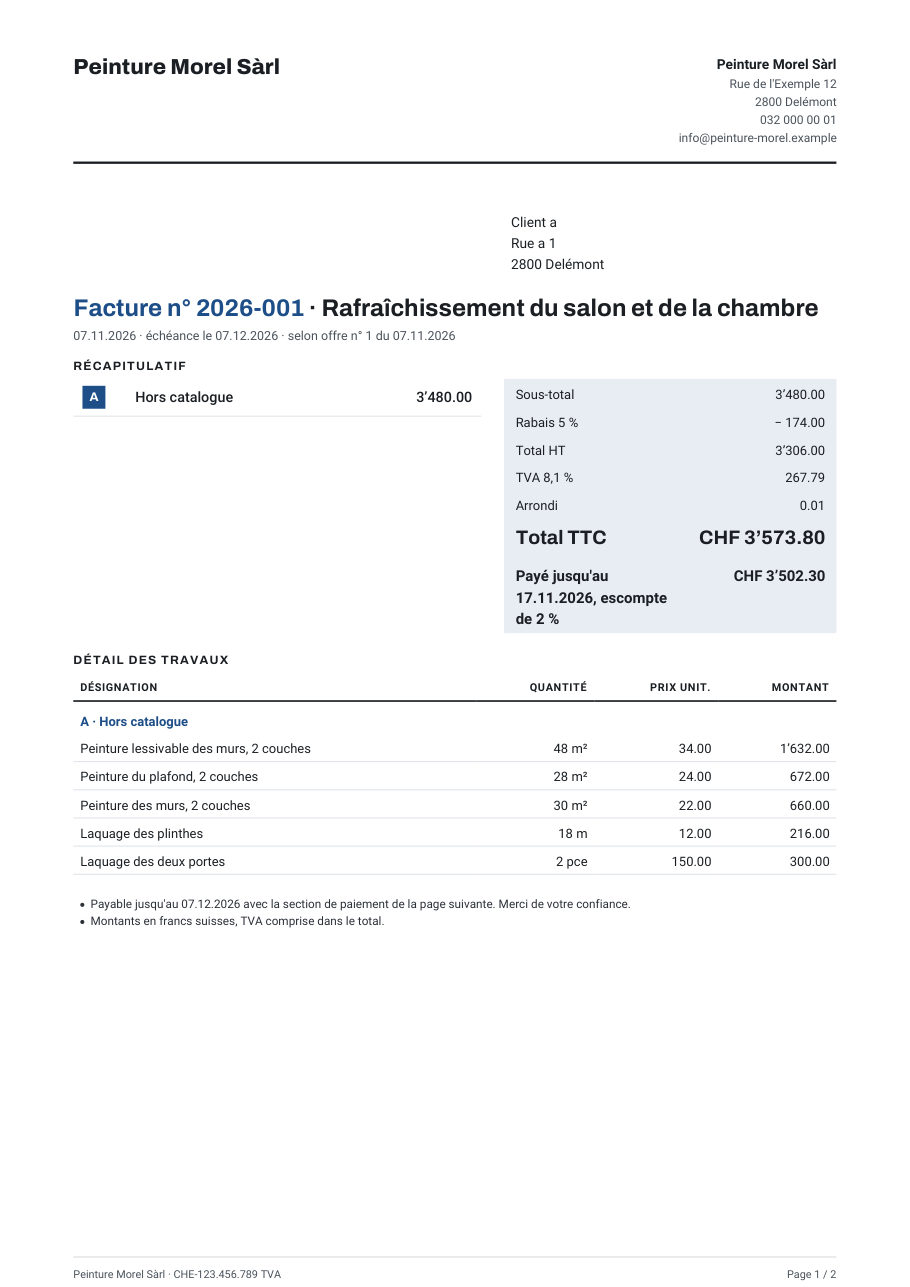 Peinture Morel Sàrl
Peinture Morel Sàrl
Rue de l'Exemple 12
2800 Delémont
032 000 00 01
info@peinture-morel.example
Client a
Rue a 1
2800 Delémont
Facture n° 2026-001 · Rafraîchissement du salon et de la chambre
07.11.2026 · échéance le 07.12.2026 · selon offre n° 1 du 07.11.2026
RÉCAPITULATIF
A Hors catalogue 3’480.00
Sous-total 3’480.00
Rabais 5 % − 174.00
Total HT 3’306.00
TVA 8,1 % 267.79
Arrondi 0.01
Total TTC CHF 3’573.80
Payé jusqu'au CHF 3’502.30
17.11.2026, escompte
de 2 %
DÉTAIL DES TRAVAUX
DÉSIGNATION QUANTITÉ PRIX UNIT. MONTANT
A · Hors catalogue
Peinture lessivable des murs, 2 couches 48 m² 34.00 1’632.00
Peinture du plafond, 2 couches 28 m² 24.00 672.00
Peinture des murs, 2 couches 30 m² 22.00 660.00
Laquage des plinthes 18 m 12.00 216.00
Laquage des deux portes 2 pce 150.00 300.00
• Payable jusqu'au 07.12.2026 avec la section de paiement de la page suivante. Merci de votre confiance.
• Montants en francs suisses, TVA comprise dans le total.
Peinture Morel Sàrl · CHE-123.456.789 TVA Page 1 / 2